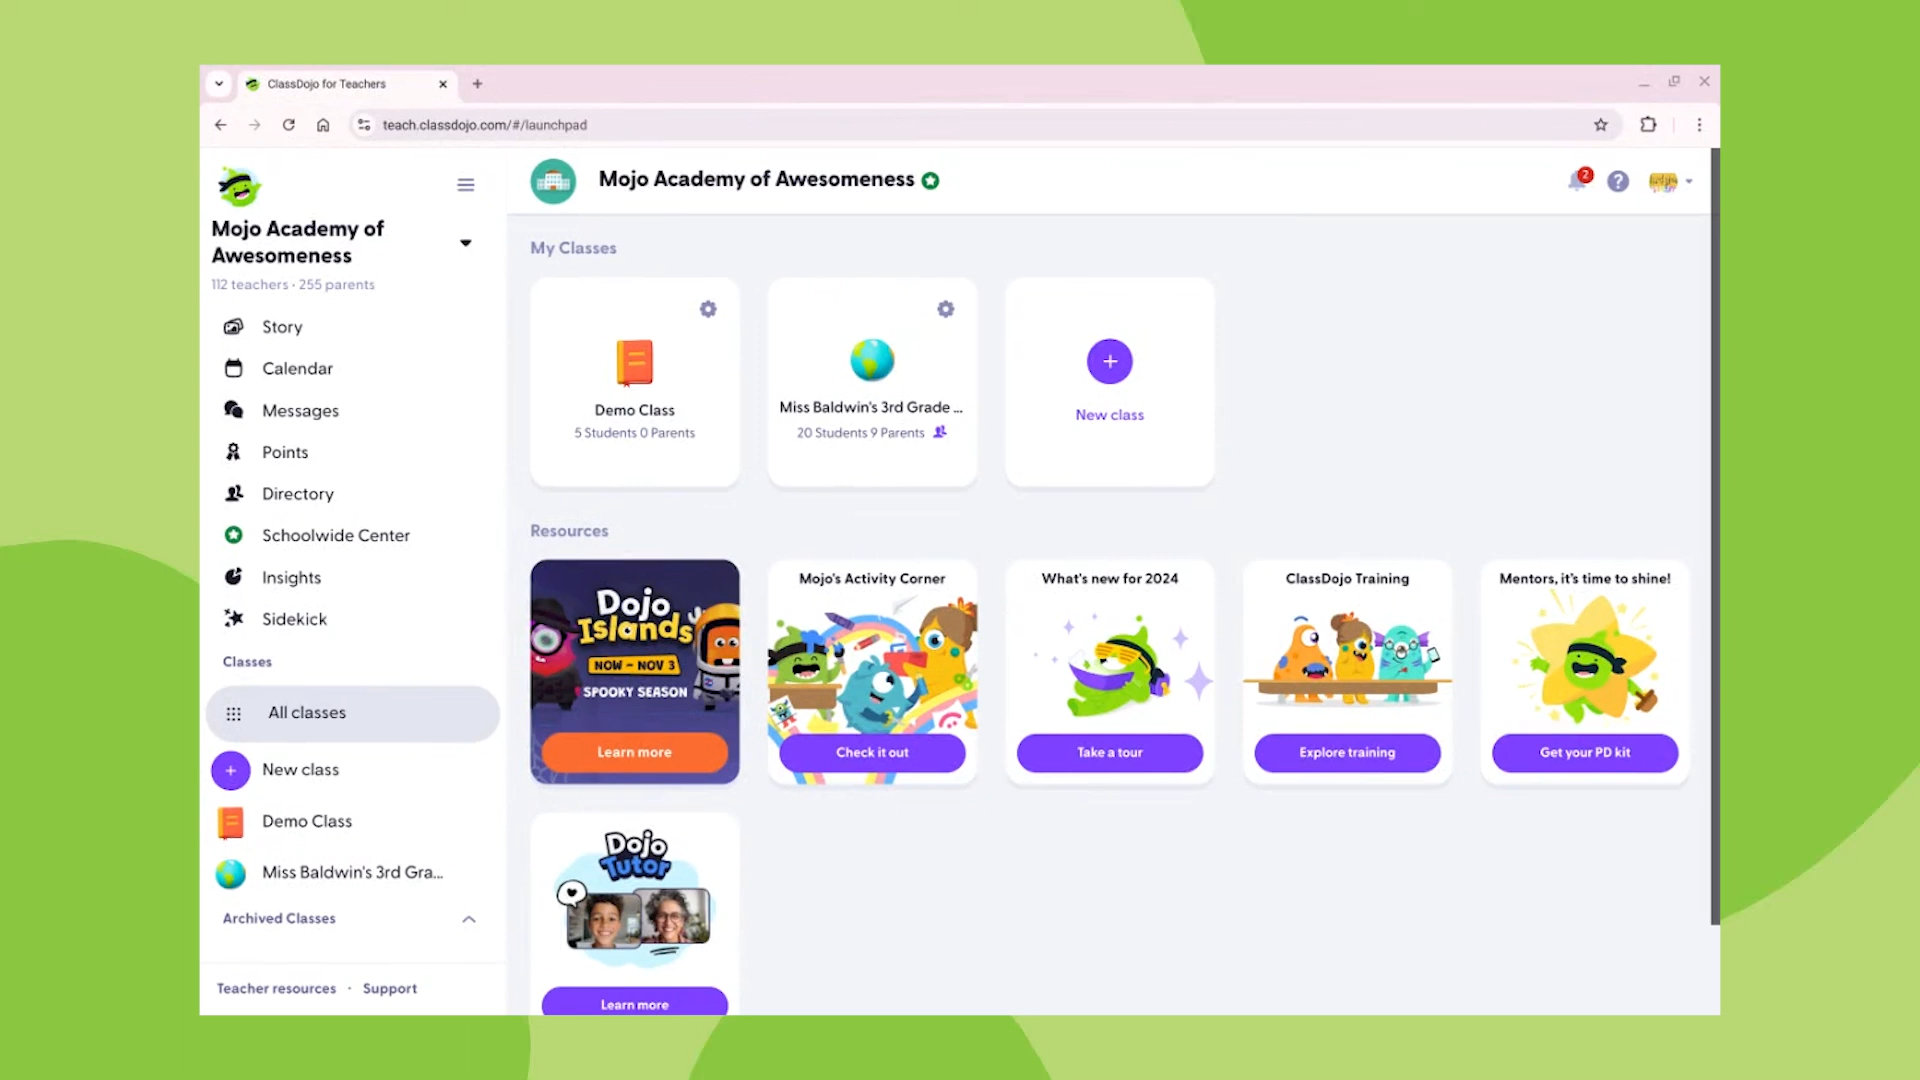 ClassDojo for Teachers
teach.classdojo.com/#/launchpad
Mojo Academy of
Awesomeness
112 teachers · 255 parents
Story
Calendar
Messages
Points
Directory
Schoolwide Center
Insights
Sidekick
Classes
All classes
New class
Demo Class
Miss Baldwin's 3rd Gra...
Archived Classes
Teacher resources · Support
Mojo Academy of Awesomeness
2
My Classes
Demo Class
5 Students 0 Parents
Miss Baldwin's 3rd Grade ...
20 Students 9 Parents
New class
Resources
Dojo
Islands
NOW – NOV 3
SPOOKY SEASON
Learn more
Mojo's Activity Corner
Check it out
What's new for 2024
Take a tour
ClassDojo Training
Explore training
Mentors, it's time to shine!
Get your PD kit
Dojo
Tutor
Learn more